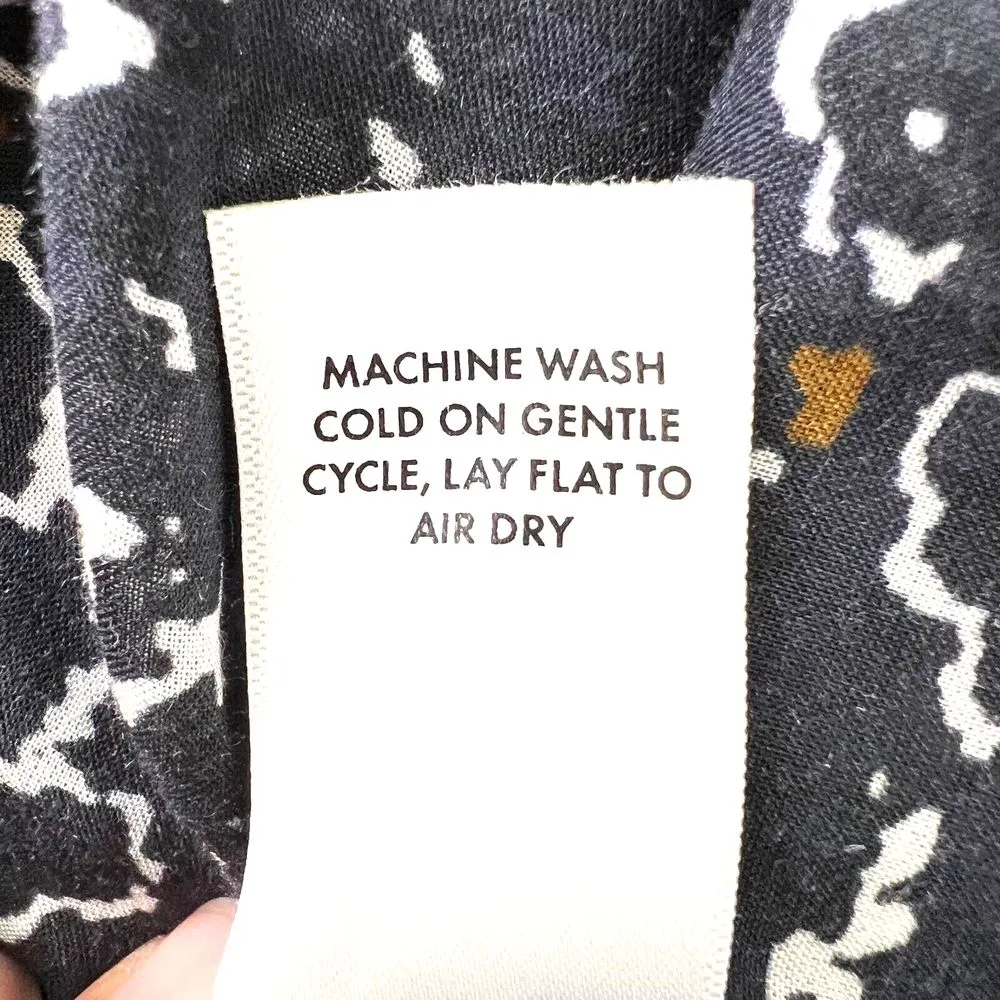 MACHINE WASH
COLD ON GENTLE
CYCLE, LAY FLAT TO
AIR DRY